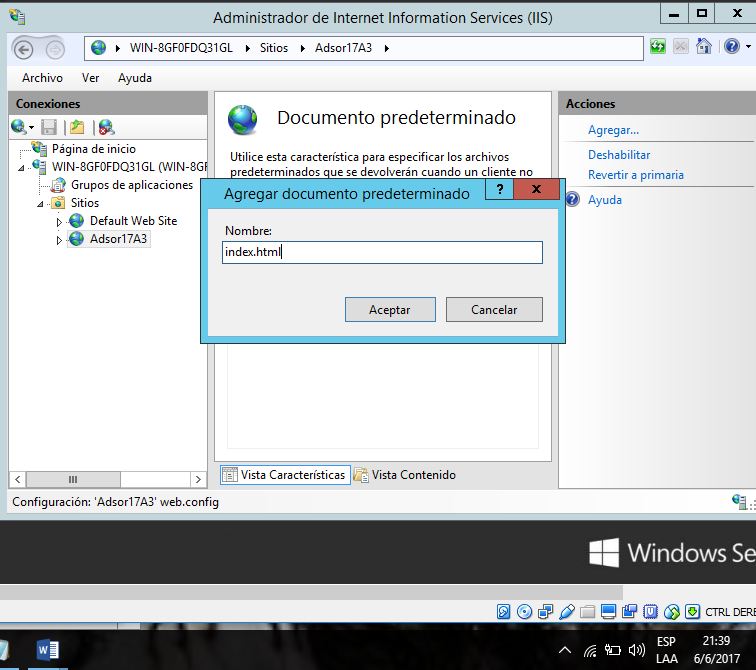 Administrador de Internet Information Services (IIS)
WIN-8GF0FDQ31GL Sitios Adsor17A3
Archivo Ver Ayuda
Conexiones
Página de inicio
WIN-8GF0FDQ31GL (WIN-8GF
Grupos de aplicaciones
Sitios
Default Web Site
Adsor17A3
Documento predeterminado
Utilice esta característica para especificar los archivos
predeterminados que se devolverán cuando un cliente no
Agregar documento predeterminado
Nombre:
index.html
Aceptar Cancelar
Vista Características Vista Contenido
Acciones
Agregar...
Deshabilitar
Revertir a primaria
Ayuda
Configuración: 'Adsor17A3' web.config
Windows Se
CTRL DERE
ESP 21:39
LAA 6/6/2017